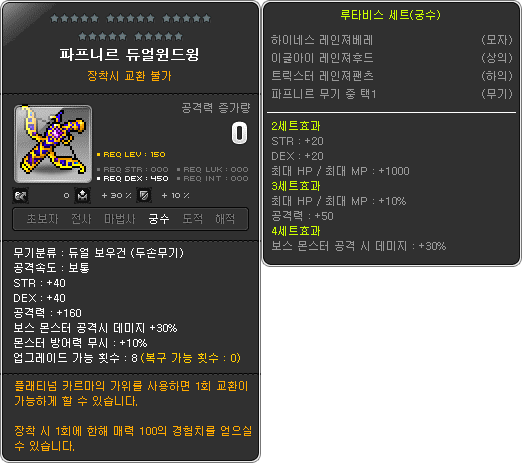 파프니르 듀얼윈드윙
장착시 교환 불가
공격력 증가량
0
REQ LEV : 150
REQ STR : 000
REQ LUK : 000
REQ DEX : 450
REQ INT : 000
0
+ 30 %
+ 10 %
초보자 전사 마법사 궁수 도적 해적
무기분류 : 듀얼 보우건 (두손무기)
공격속도 : 보통
STR : +40
DEX : +40
공격력 : +160
보스 몬스터 공격시 데미지 +30%
몬스터 방어력 무시 : +10%
업그레이드 가능 횟수 : 8 (복구 가능 횟수 : 0)
플래티넘 카르마의 가위를 사용하면 1회 교환이
가능하게 할 수 있습니다.
장착 시 1회에 한해 매력 100의 경험치를 얻으실
수 있습니다.
루타비스 세트(궁수)
하이네스 레인져베레 (모자)
이글아이 레인져후드 (상의)
트릭스터 레인져팬츠 (하의)
파프니르 무기 중 택1 (무기)
2세트효과
STR : +20
DEX : +20
최대 HP / 최대 MP : +1000
3세트효과
최대 HP / 최대 MP : +10%
공격력 : +50
4세트효과
보스 몬스터 공격 시 데미지 : +30%